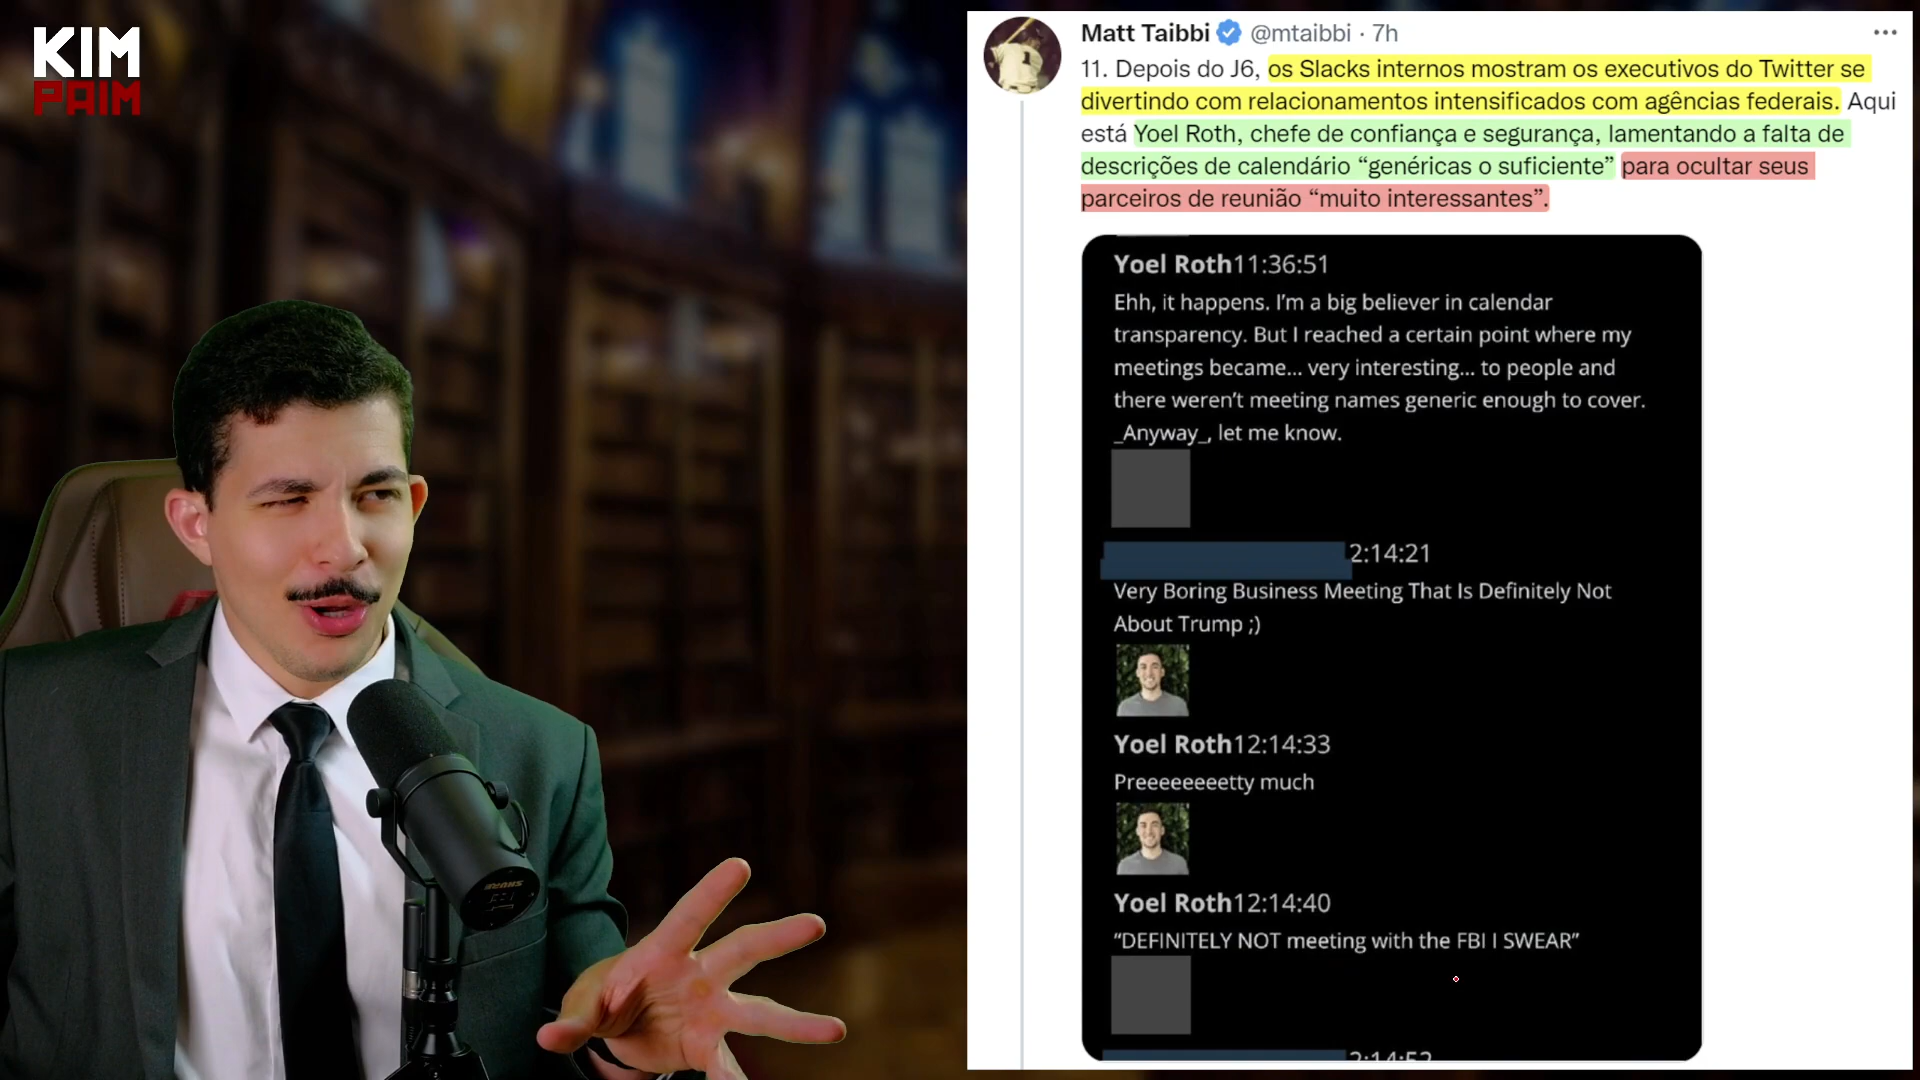 KIM
PAIM
Matt Taibbi @mtaibbi · 7h
11. Depois do J6, os Slacks internos mostram os executivos do Twitter se
divertindo com relacionamentos intensificados com agências federais. Aqui
está Yoel Roth, chefe de confiança e segurança, lamentando a falta de
descrições de calendário “genéricas o suficiente” para ocultar seus
parceiros de reunião “muito interessantes”.
Yoel Roth11:36:51
Ehh, it happens. I’m a big believer in calendar
transparency. But I reached a certain point where my
meetings became... very interesting... to people and
there weren’t meeting names generic enough to cover.
_Anyway_, let me know.
2:14:21
Very Boring Business Meeting That Is Definitely Not
About Trump ;)
Yoel Roth12:14:33
Preeeeeeeetty much
Yoel Roth12:14:40
“DEFINITELY NOT meeting with the FBI I SWEAR”
2:14:52
SHURE